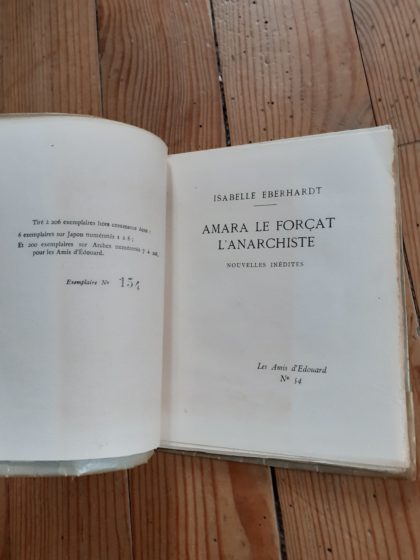 Tiré à 206 exemplaires hors commerce dont :
6 exemplaires sur Japon numérotés 1 à 6 ;
Et 200 exemplaires sur Arches numérotés 7 à 206,
pour les Amis d'Édouard.
Exemplaire No 154
ISABELLE EBERHARDT
AMARA LE FORÇAT
L'ANARCHISTE
NOUVELLES INÉDITES
Les Amis d'Edouard
No 54